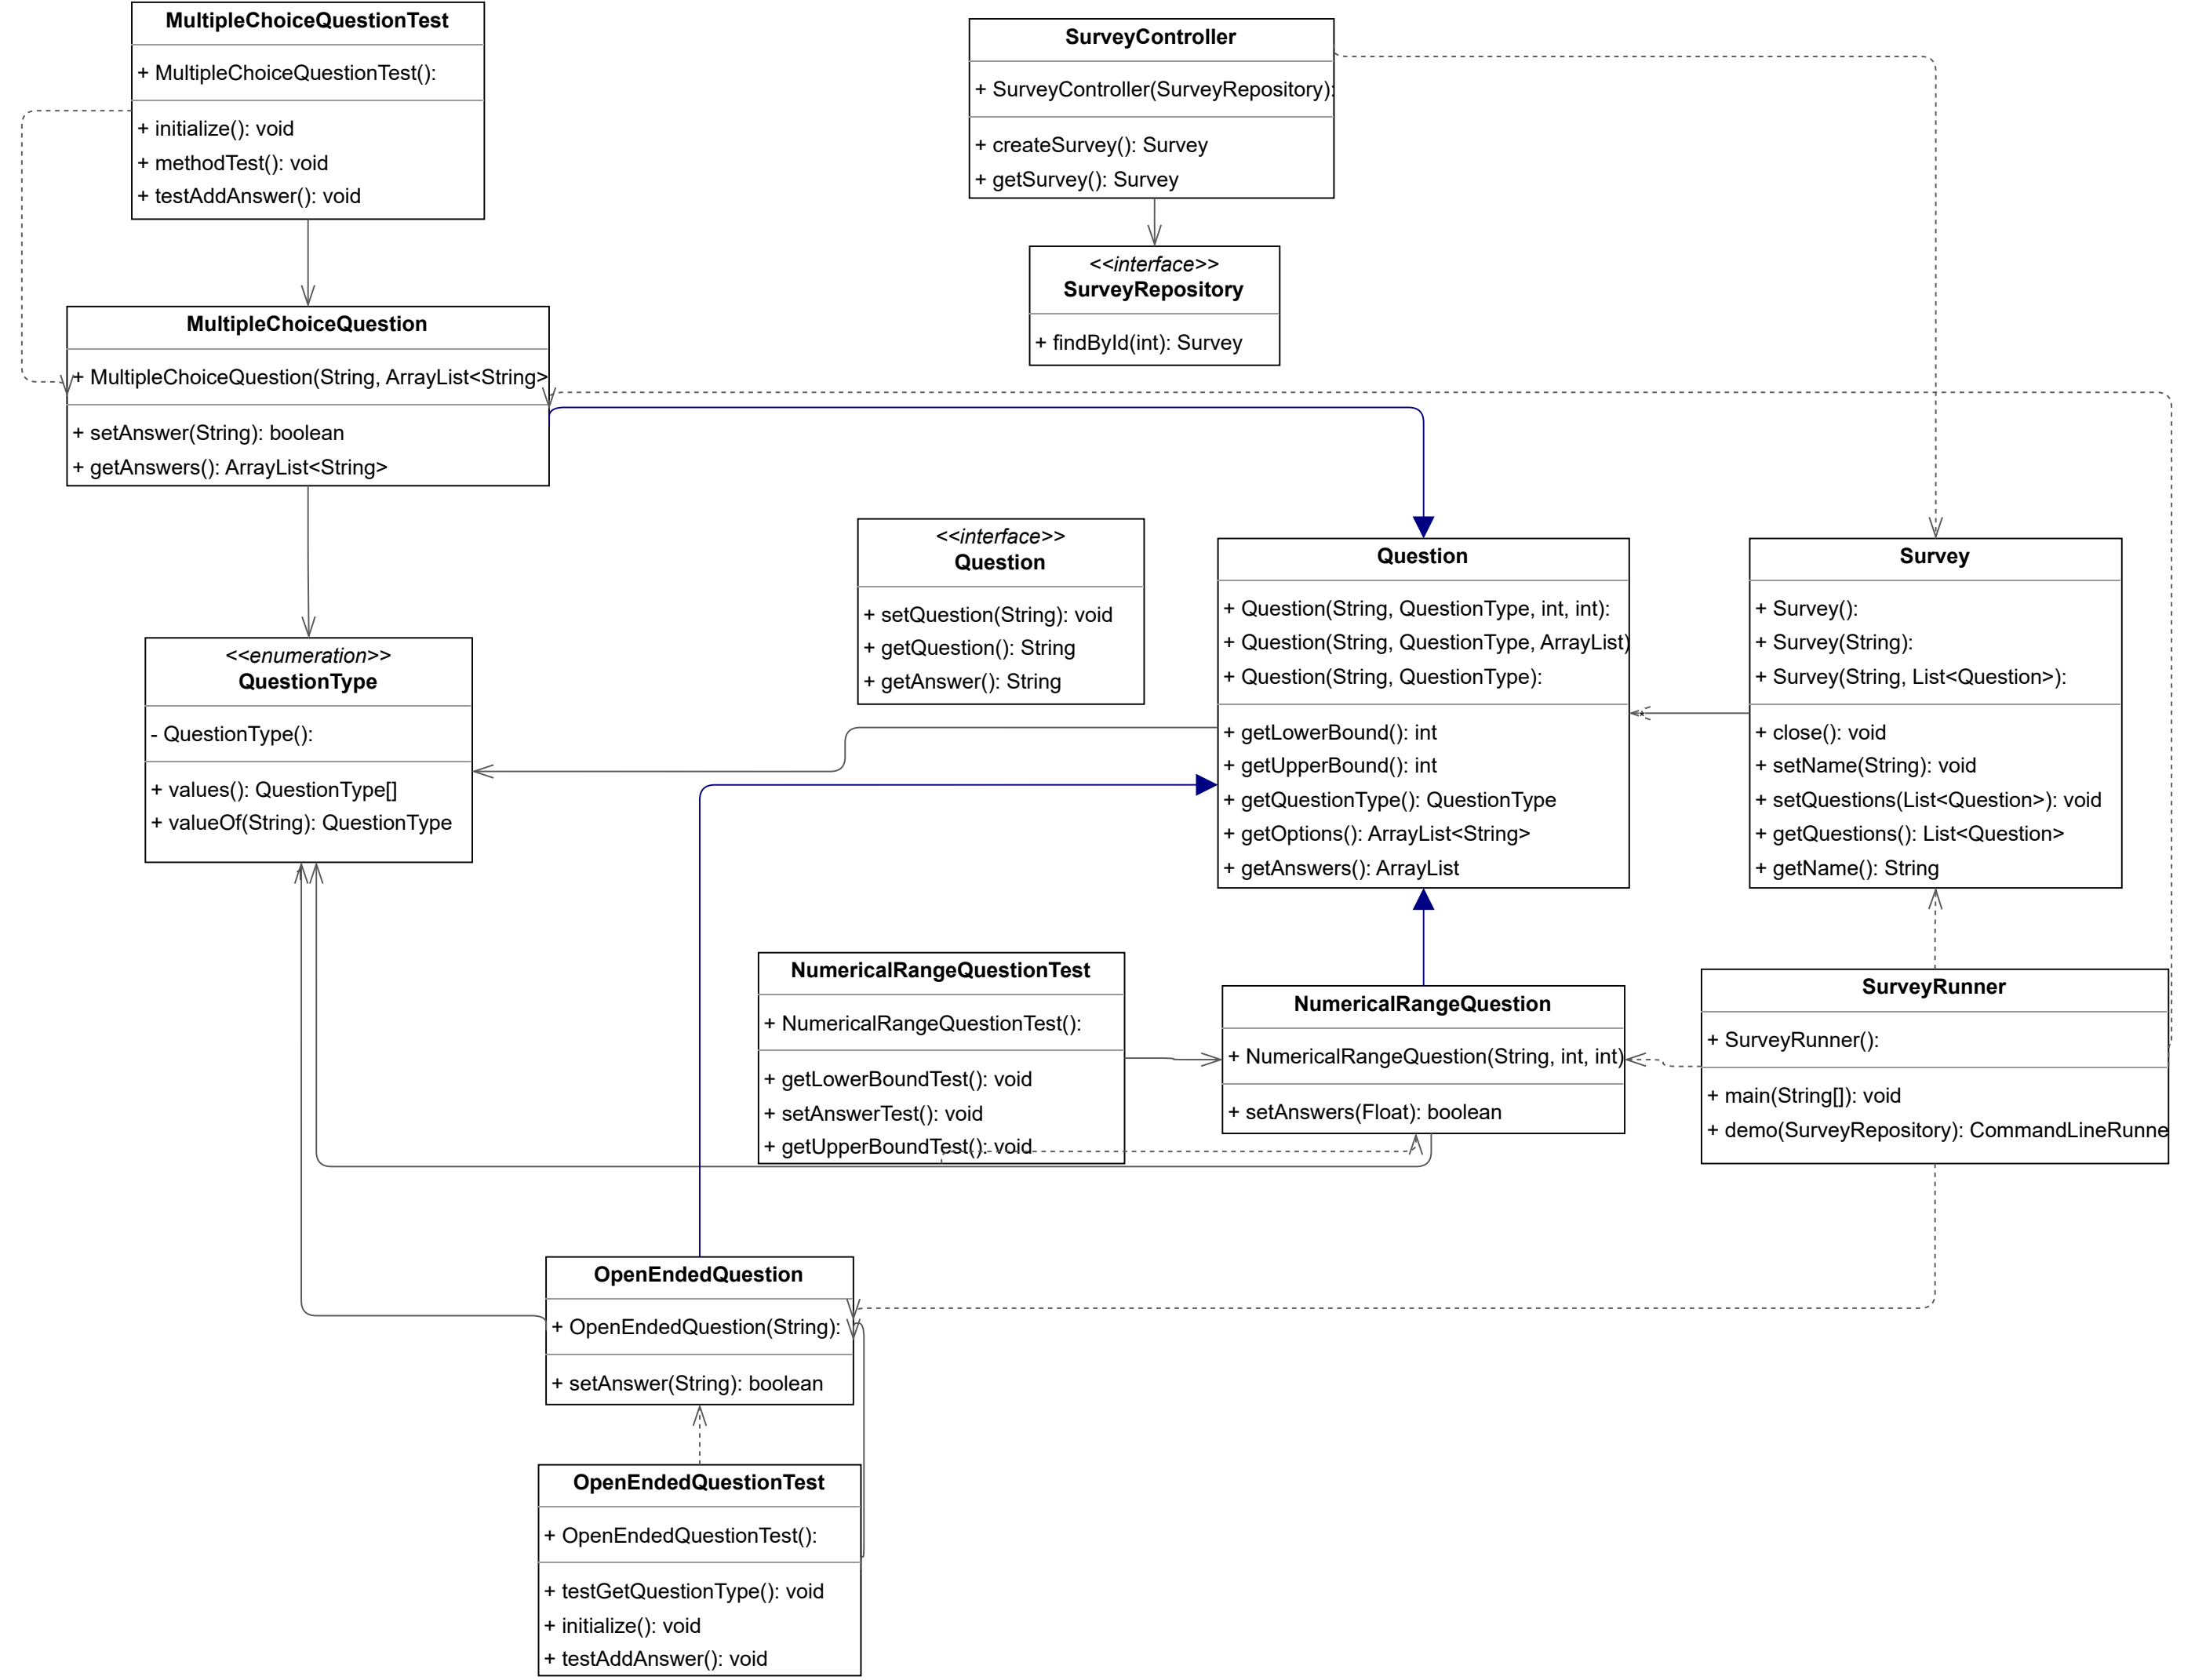 MultipleChoiceQuestionTest
+ MultipleChoiceQuestionTest():
+ initialize(): void
+ methodTest(): void
+ testAddAnswer(): void
SurveyController
+ SurveyController(SurveyRepository):
+ createSurvey(): Survey
+ getSurvey(): Survey
<<interface>>
SurveyRepository
+ findById(int): Survey
MultipleChoiceQuestion
+ MultipleChoiceQuestion(String, ArrayList<String>
+ setAnswer(String): boolean
+ getAnswers(): ArrayList<String>
<<interface>>
Question
+ setQuestion(String): void
+ getQuestion(): String
+ getAnswer(): String
Question
+ Question(String, QuestionType, int, int):
+ Question(String, QuestionType, ArrayList)
+ Question(String, QuestionType):
+ getLowerBound(): int
+ getUpperBound(): int
+ getQuestionType(): QuestionType
+ getOptions(): ArrayList<String>
+ getAnswers(): ArrayList
*
Survey
+ Survey():
+ Survey(String):
+ Survey(String, List<Question>):
+ close(): void
+ setName(String): void
+ setQuestions(List<Question>): void
+ getQuestions(): List<Question>
+ getName(): String
<<enumeration>>
QuestionType
- QuestionType():
+ values(): QuestionType[]
+ valueOf(String): QuestionType
NumericalRangeQuestionTest
+ NumericalRangeQuestionTest():
+ getLowerBoundTest(): void
+ setAnswerTest(): void
+ getUpperBoundTest(): void
NumericalRangeQuestion
+ NumericalRangeQuestion(String, int, int)
+ setAnswers(Float): boolean
SurveyRunner
+ SurveyRunner():
+ main(String[]): void
+ demo(SurveyRepository): CommandLineRunne
OpenEndedQuestion
+ OpenEndedQuestion(String):
+ setAnswer(String): boolean
OpenEndedQuestionTest
+ OpenEndedQuestionTest():
+ testGetQuestionType(): void
+ initialize(): void
+ testAddAnswer(): void